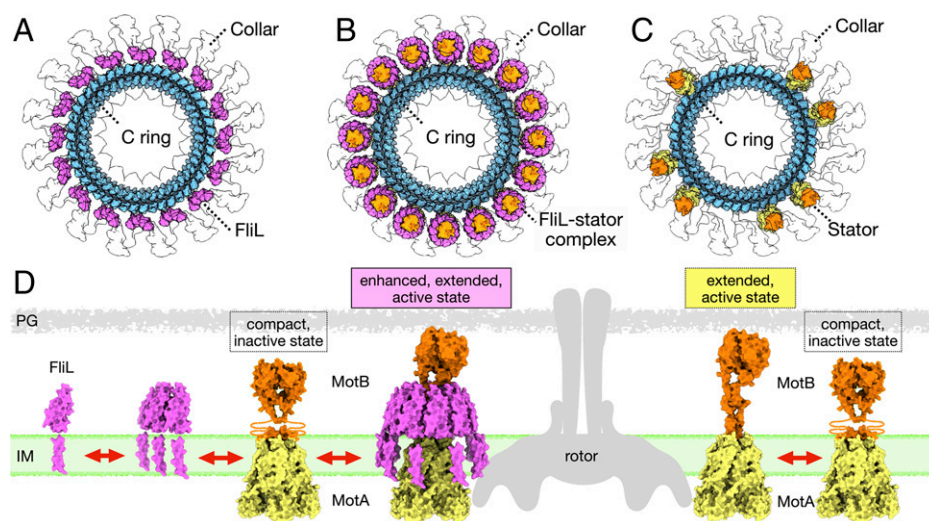 A
Collar
C ring
FliL
B
Collar
C ring
FliL-stator
complex
C
Collar
C ring
Stator
D
enhanced, extended,
active state
extended,
active state
PG
compact,
inactive state
compact,
inactive state
FliL
MotB
MotB
IM
rotor
MotA
MotA